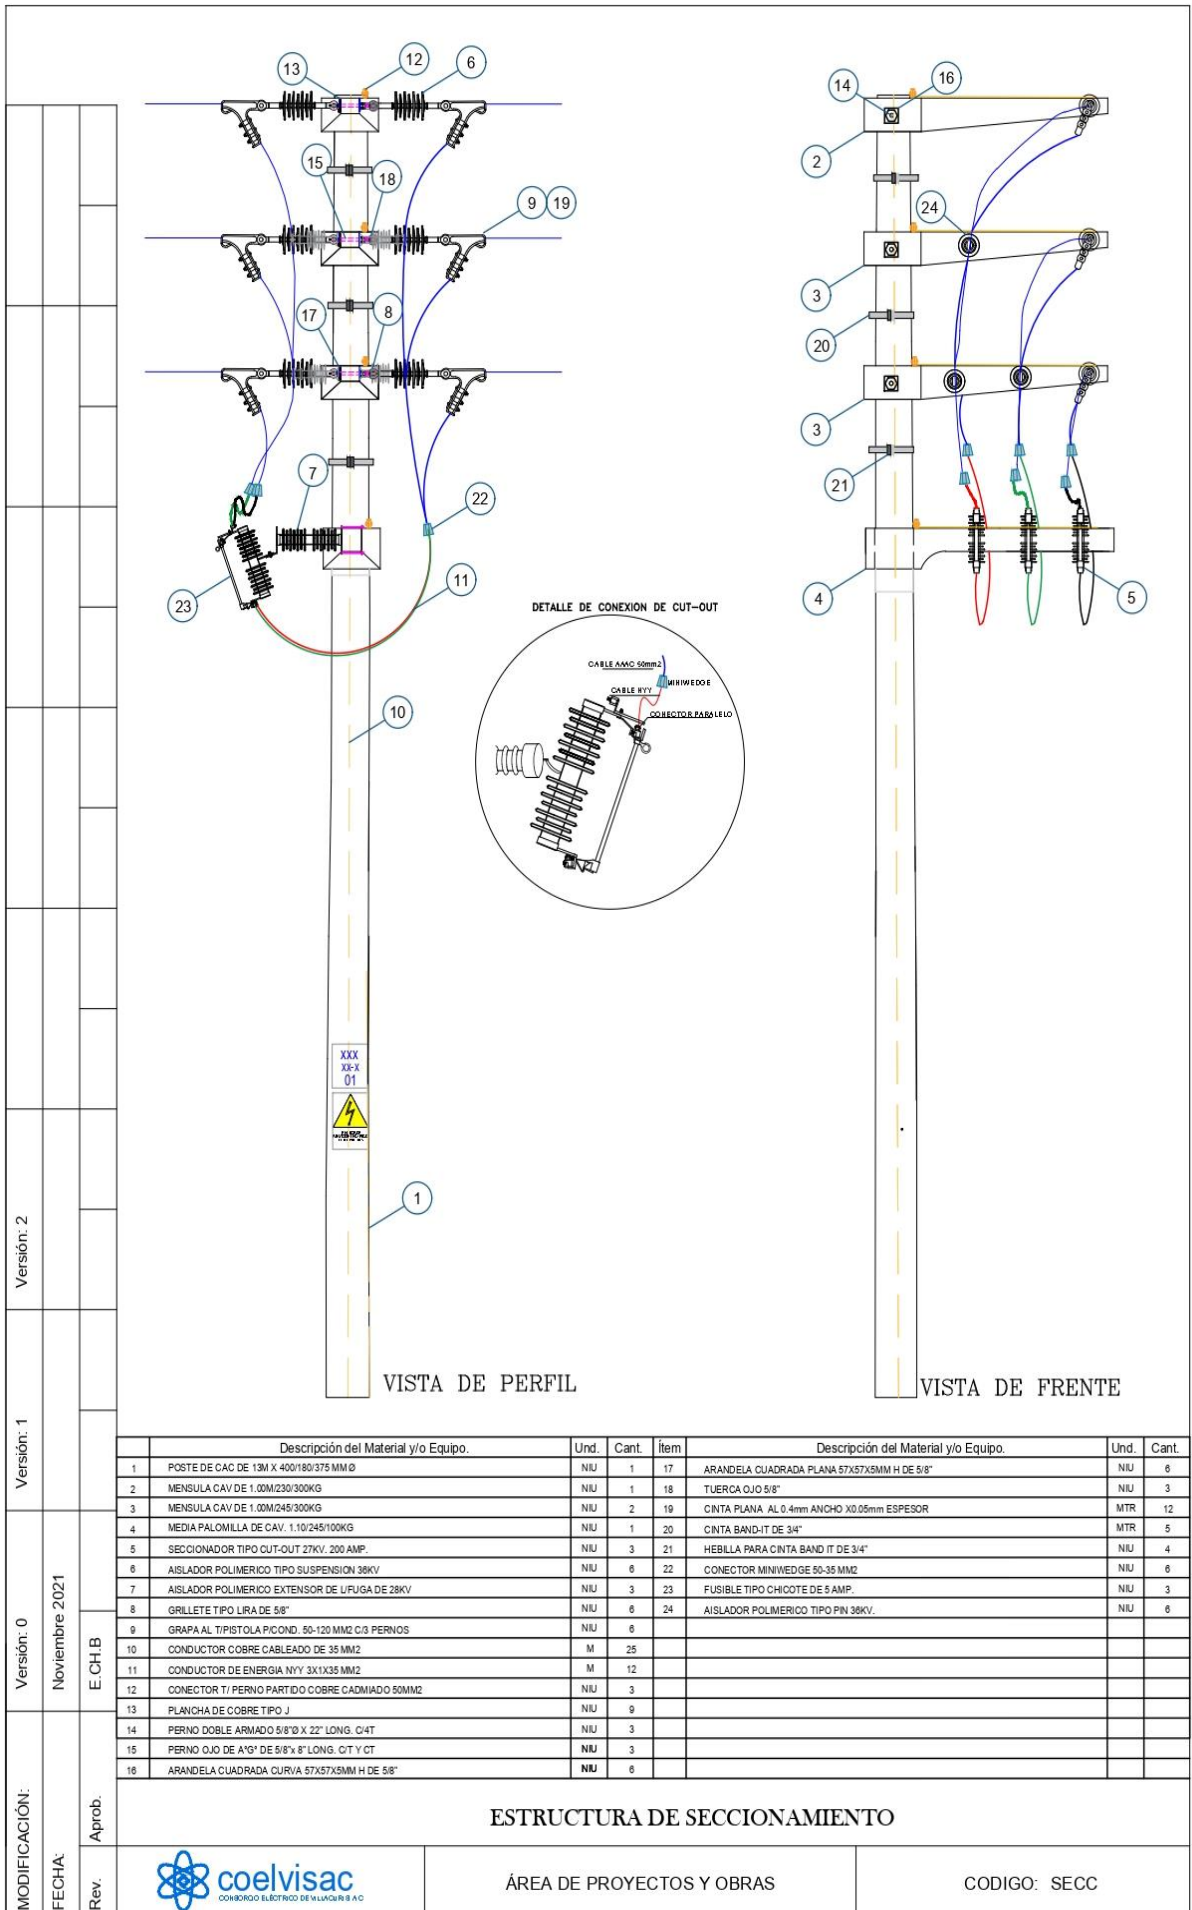 13
12
6
15
18
9
19
17
8
7
22
23
11
10
1
14
16
2
24
3
20
3
21
4
5
DETALLE DE CONEXION DE CUT-OUT
CABLE AAAC 50mm2
MINIWEDGE
CABLE NYY
CONECTOR PARALELO
XXX
XX-X
01
VISTA DE PERFIL
VISTA DE FRENTE
Descripción del Material y/o Equipo. Und. Cant. Ítem Descripción del Material y/o Equipo. Und. Cant.
1 POSTE DE CAC DE 13M X 400/180/375 MM Ø NIU 1 17 ARANDELA CUADRADA PLANA 57X57X5MM H DE 5/8" NIU 6
2 MENSULA CAV DE 1.00M/230/300KG NIU 1 18 TUERCA OJO 5/8" NIU 3
3 MENSULA CAV DE 1.00M/245/300KG NIU 2 19 CINTA PLANA AL 0.4mm ANCHO X0.05mm ESPESOR MTR 12
4 MEDIA PALOMILLA DE CAV. 1.10/245/100KG NIU 1 20 CINTA BAND-IT DE 3/4" MTR 5
5 SECCIONADOR TIPO CUT-OUT 27KV. 200 AMP. NIU 3 21 HEBILLA PARA CINTA BAND IT DE 3/4" NIU 4
6 AISLADOR POLIMERICO TIPO SUSPENSION 36KV NIU 6 22 CONECTOR MINIWEDGE 50-35 MM2 NIU 6
7 AISLADOR POLIMERICO EXTENSOR DE L/FUGA DE 28KV NIU 3 23 FUSIBLE TIPO CHICOTE DE 5 AMP. NIU 3
8 GRILLETE TIPO LIRA DE 5/8" NIU 6 24 AISLADOR POLIMERICO TIPO PIN 36KV. NIU 6
9 GRAPA AL T/PISTOLA P/COND. 50-120 MM2 C/3 PERNOS NIU 6
10 CONDUCTOR COBRE CABLEADO DE 35 MM2 M 25
11 CONDUCTOR DE ENERGIA NYY 3X1X35 MM2 M 12
12 CONECTOR T/ PERNO PARTIDO COBRE CADMIADO 50MM2 NIU 3
13 PLANCHA DE COBRE TIPO J NIU 9
14 PERNO DOBLE ARMADO 5/8"Ø X 22" LONG. C/4T NIU 3
15 PERNO OJO DE A°G° DE 5/8"x 8" LONG. C/T Y CT NIU 3
16 ARANDELA CUADRADA CURVA 57X57X5MM H DE 5/8" NIU 6
ESTRUCTURA DE SECCIONAMIENTO
coelvisac
CONSORCIO ELÉCTRICO DE VILLACURI S A C
ÁREA DE PROYECTOS Y OBRAS
CODIGO: SECC
MODIFICACIÓN: Versión: 0 Versión: 1 Versión: 2
FECHA: Noviembre 2021
Rev. Aprob. E.CH.B